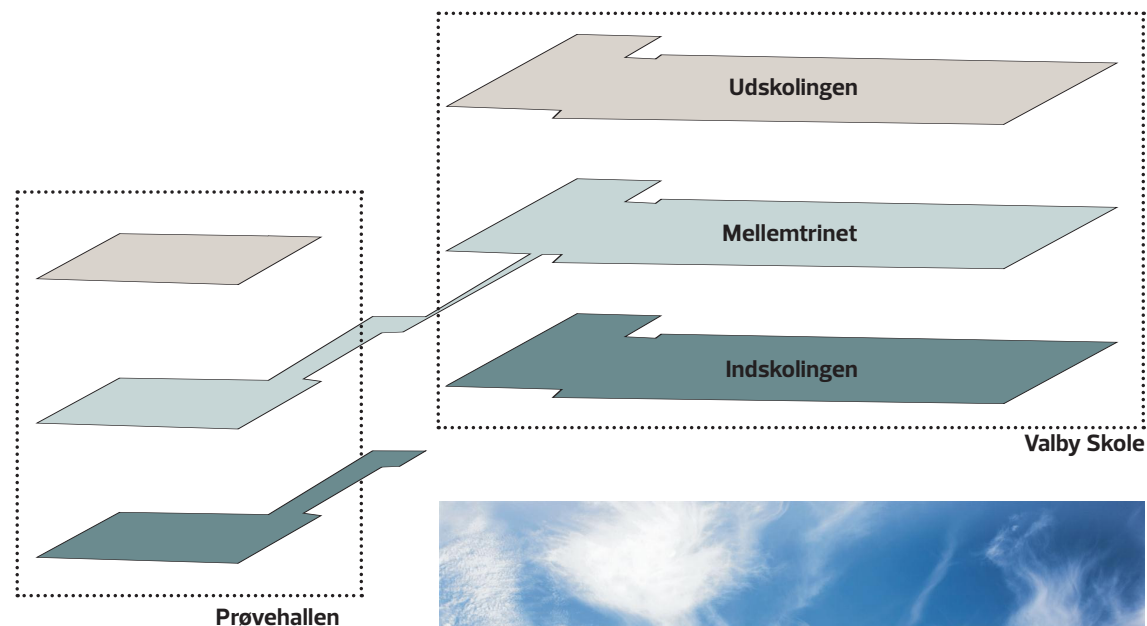 Udskolingen
Mellemtrinet
Indskolingen
Valby Skole
Prøvehallen